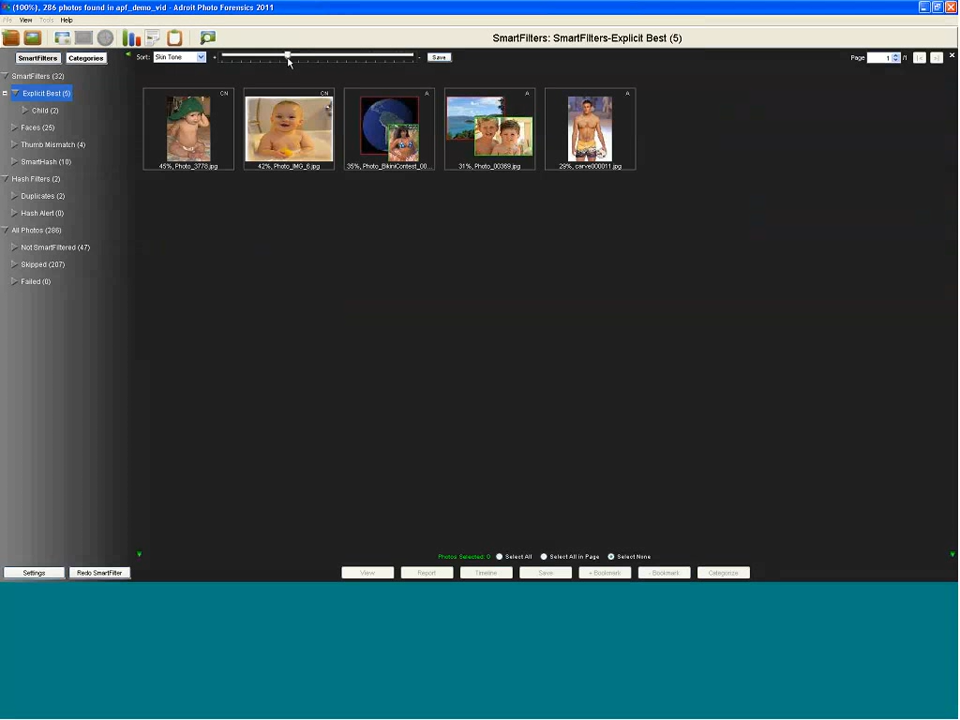 (100%), 286 photos found in apf_demo_vid - Adroit Photo Forensics 2011
File View Tools Help
SmartFilters: SmartFilters-Explicit Best (5)
SmartFilters Categories
Sort: Skin Tone + - Save
Page 1 /1
SmartFilters (32)
Explicit Best (5)
Child (2)
Faces (25)
Thumb Mismatch (4)
SmartHash (18)
Hash Filters (2)
Duplicates (2)
Hash Alert (0)
All Photos (286)
Not SmartFiltered (47)
Skipped (207)
Failed (0)
CN CN A A A
45%, Photo_3778.jpg 42%, Photo_IMG_6.jpg 35%, Photo_BikiniContest_00... 31%, Photo_00369.jpg 29%, carve000011.jpg
Photos Selected: 0 Select All Select All in Page Select None
Settings Redo SmartFilter View Report Timeline Save + Bookmark - Bookmark Categorize